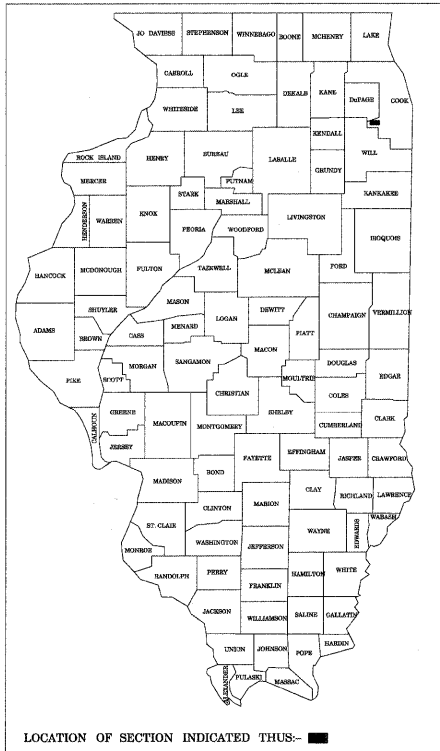 JO DAVIESS STEPHENSON WINNEBAGO BOONE MCHENRY LAKE
CARROLL OGLE
DEKALB KANE DuPAGE COOK
WHITESIDE LEE
KENDALL
WILL
ROCK ISLAND HENRY BUREAU LASALLE GRUNDY
MERCER PUTNAM KANKAKEE
STARK MARSHALL LIVINGSTON
HENDERSON WARREN KNOX
PEORIA WOODFORD IROQUOIS
HANCOCK MCDONOUGH FULTON TAZEWELL MCLEAN FORD
MASON
SHUYLER LOGAN DEWITT CHAMPAIGN VERMILLION
ADAMS BROWN CASS MENARD PIATT
MACON
MORGAN SANGAMON DOUGLAS EDGAR
PIKE SCOTT MOULTRIE
CHRISTIAN COLES
CALHOUN GREENE SHELBY
MACOUPIN MONTGOMERY CUMBERLAND CLARK
JERSEY
FAYETTE EFFINGHAM JASPER CRAWFORD
BOND
MADISON CLAY
MARION RICHLAND LAWRENCE
CLINTON
WABASH
ST. CLAIR WAYNE EDWARDS
WASHINGTON JEFFERSON
MONROE
RANDOLPH PERRY HAMILTON WHITE
FRANKLIN
JACKSON
WILLIAMSON SALINE GALLATIN
UNION JOHNSON POPE HARDIN
ALEXANDER PULASKI MASSAC
LOCATION OF SECTION INDICATED THUS:-